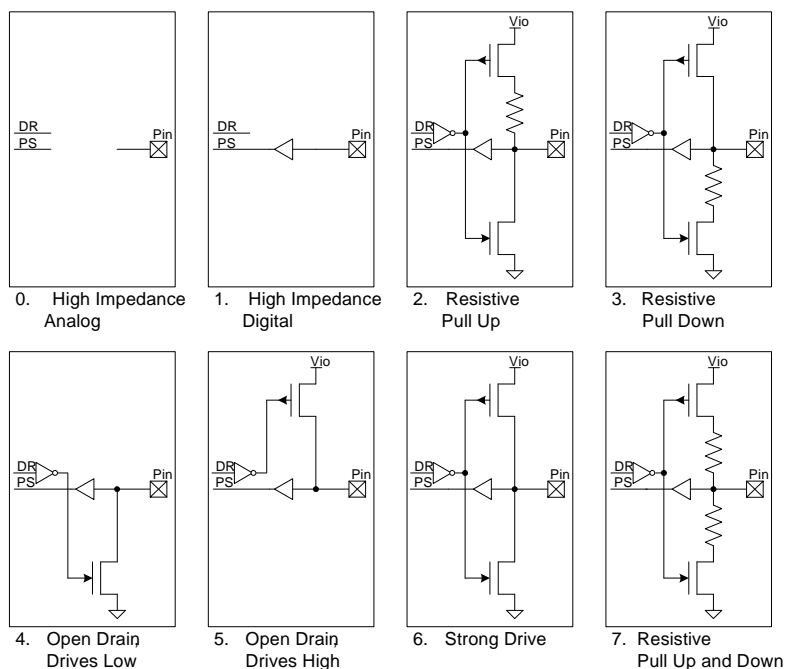 DR
PS
Pin
0. High Impedance
Analog
DR
PS
Pin
1. High Impedance
Digital
Vio
DR
PS
Pin
2. Resistive
Pull Up
Vio
DR
PS
Pin
3. Resistive
Pull Down
DR
PS
Pin
4. Open Drain,
Drives Low
Vio
DR
PS
Pin
5. Open Drain,
Drives High
Vio
DR
PS
Pin
6. Strong Drive
Vio
DR
PS
Pin
7. Resistive
Pull Up and Down